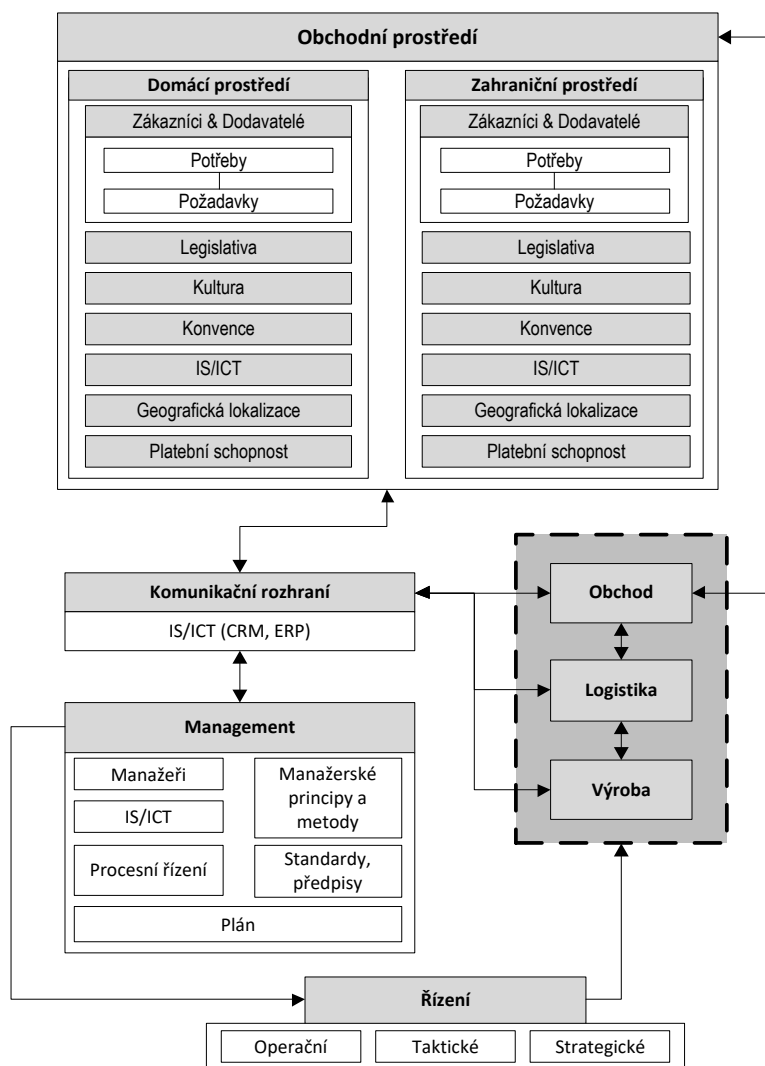 Obchodní prostředí
Domácí prostředí
Zákazníci & Dodavatelé
Potřeby
Požadavky
Legislativa
Kultura
Konvence
IS/ICT
Geografická lokalizace
Platební schopnost
Zahraniční prostředí
Zákazníci & Dodavatelé
Potřeby
Požadavky
Legislativa
Kultura
Konvence
IS/ICT
Geografická lokalizace
Platební schopnost
Komunikační rozhraní
IS/ICT (CRM, ERP)
Obchod
Logistika
Výroba
Management
Manažeři
IS/ICT
Procesní řízení
Manažerské
principy a
metody
Standardy,
předpisy
Plán
Řízení
Operační
Taktické
Strategické